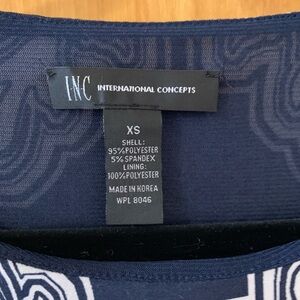 INC INTERNATIONAL CONCEPTS
XS
SHELL:
95%POLYESTER
5%SPANDEX
LINING:
100%POLYESTER
MADE IN KOREA
WPL 8046